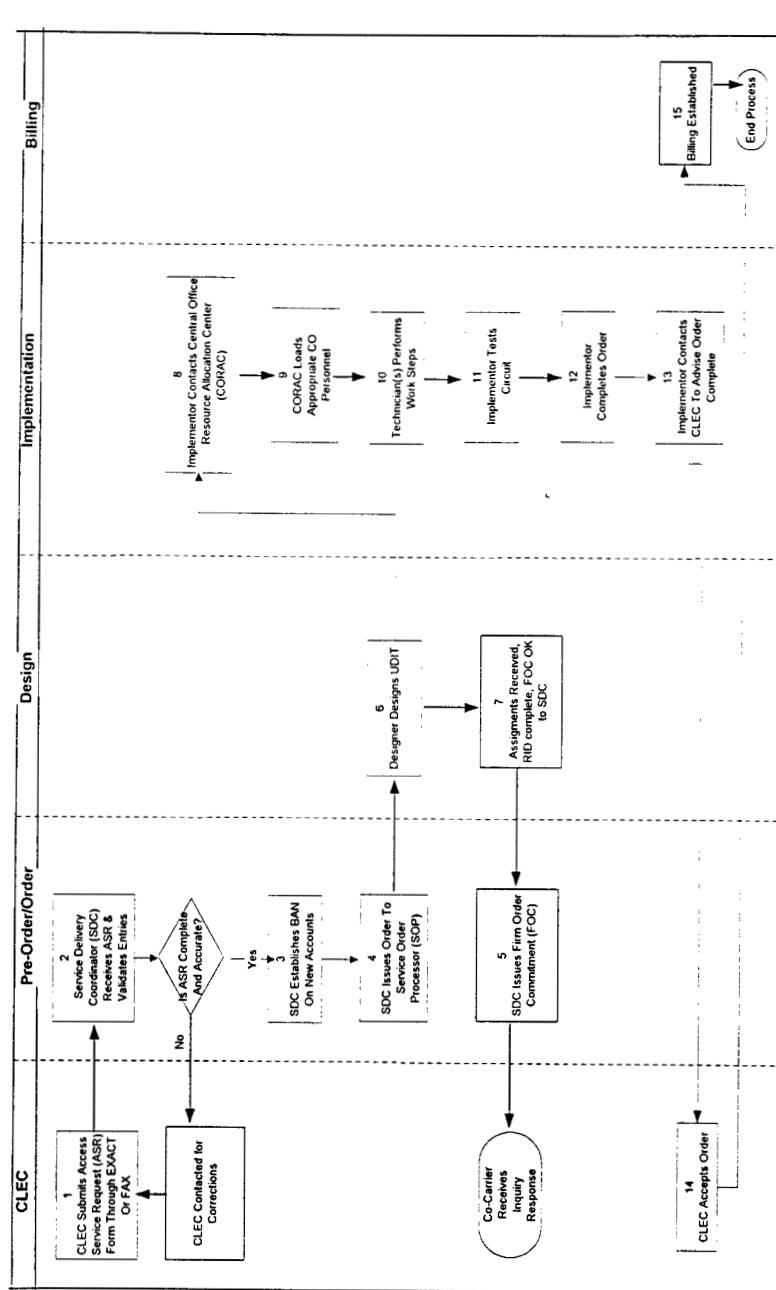 CLEC
Pre-Order/Order
Design
Implementation
Billing
1
CLEC Submits Access
Service Request (ASR)
Form Through EXACT
Or FAX
2
Service Delivery
Coordinator (SDC)
Receives ASR &
Validates Entries
Is ASR Complete
And Accurate?
No
Yes
CLEC Contacted for
Corrections
3
SDC Establishes BAN
On New Accounts
4
SDC Issues Order To
Service Order
Processor (SOP)
6
Designer Designs UDIT
7
Assigments Received,
RID complete, FOC OK
to SDC
5
SDC Issues Firm Order
Commitment (FOC)
Co-Carrier
Receives
Inquiry
Response
8
Implementor Contacts Central Office
Resource Allocation Center
(CORAC)
9
CORAC Loads
Appropriate CO
Personnel
10
Technician(s) Performs
Work Steps
11
Implementor Tests
Circuit
12
Implementor
Completes Order
13
Implementor Contacts
CLEC To Advise Order
Complete
14
CLEC Accepts Order
15
Billing Established
End Process